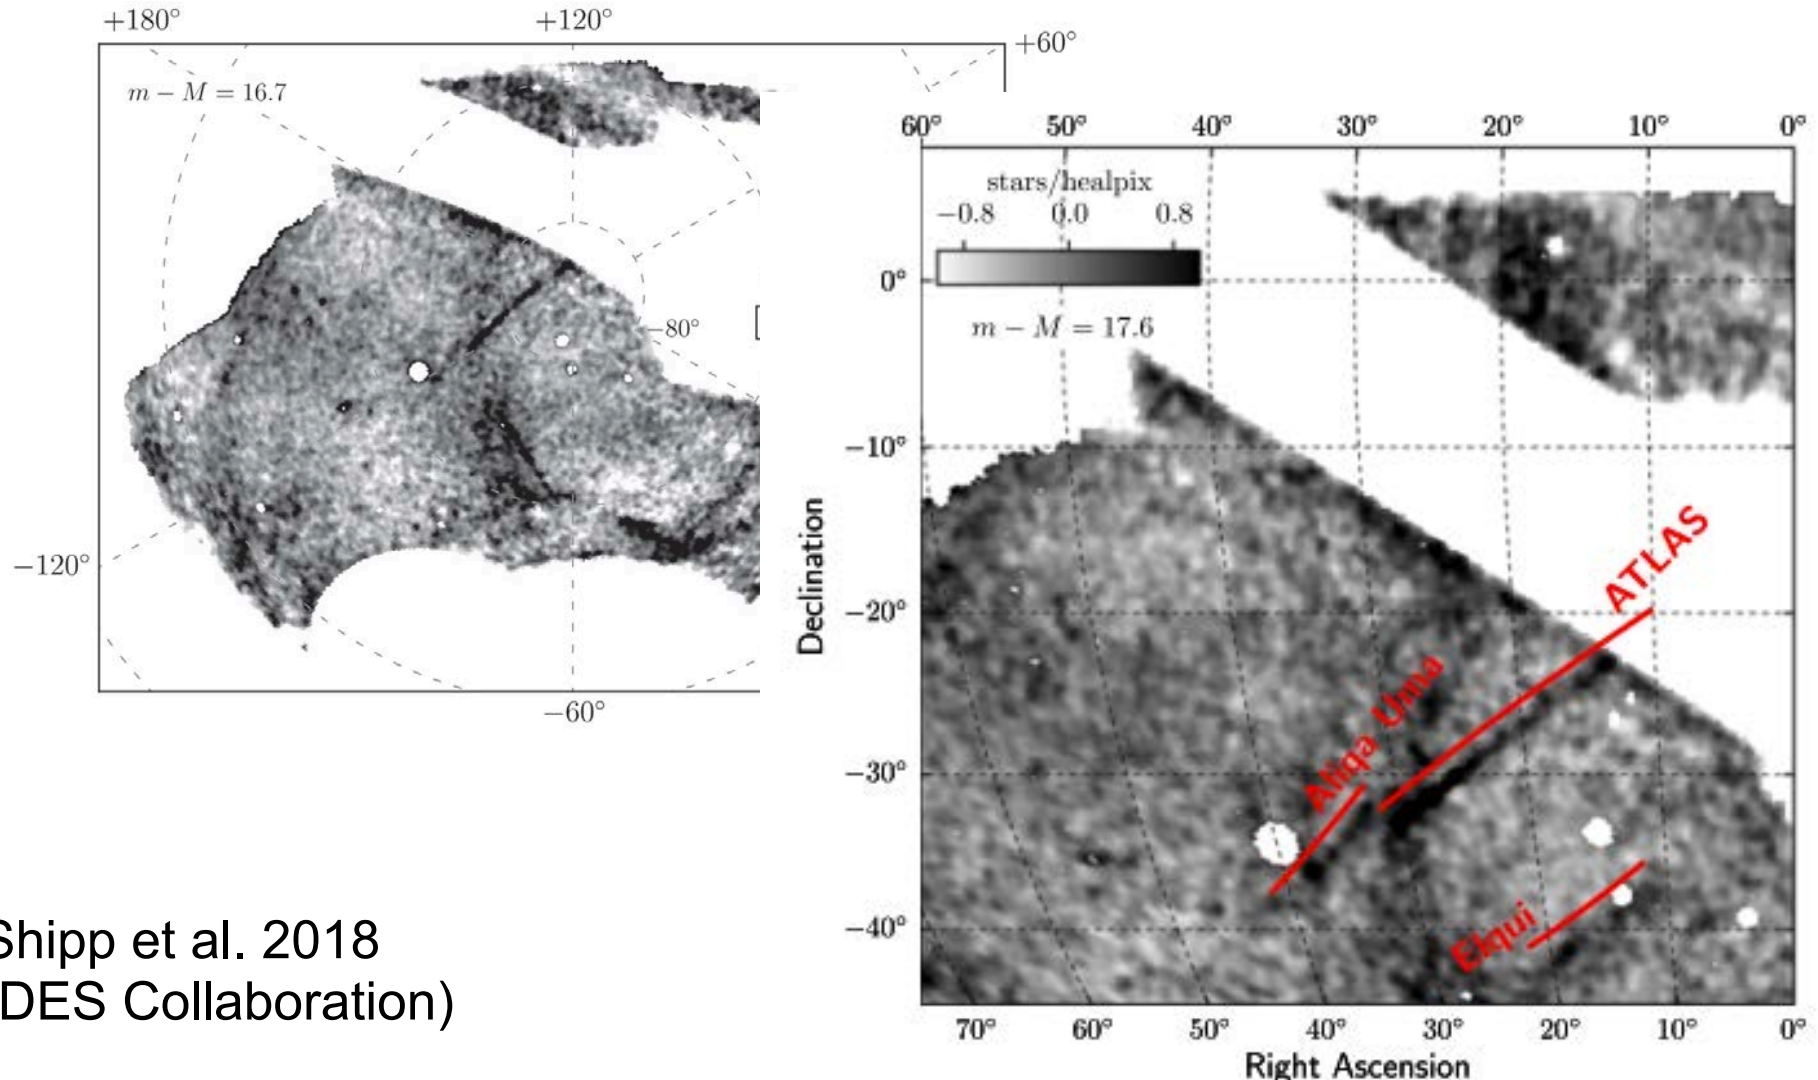 +180°
+120°
+60°
m − M = 16.7
−80°
−120°
−60°
60° 50° 40° 30° 20° 10° 0°
stars/healpix
−0.8 0.0 0.8
m − M = 17.6
0°
−10°
−20°
−30°
−40°
Declination
ATLAS
Aliqa Uma
Elqui
70° 60° 50° 40° 30° 20° 10° 0°
Right Ascension
Shipp et al. 2018
DES Collaboration)